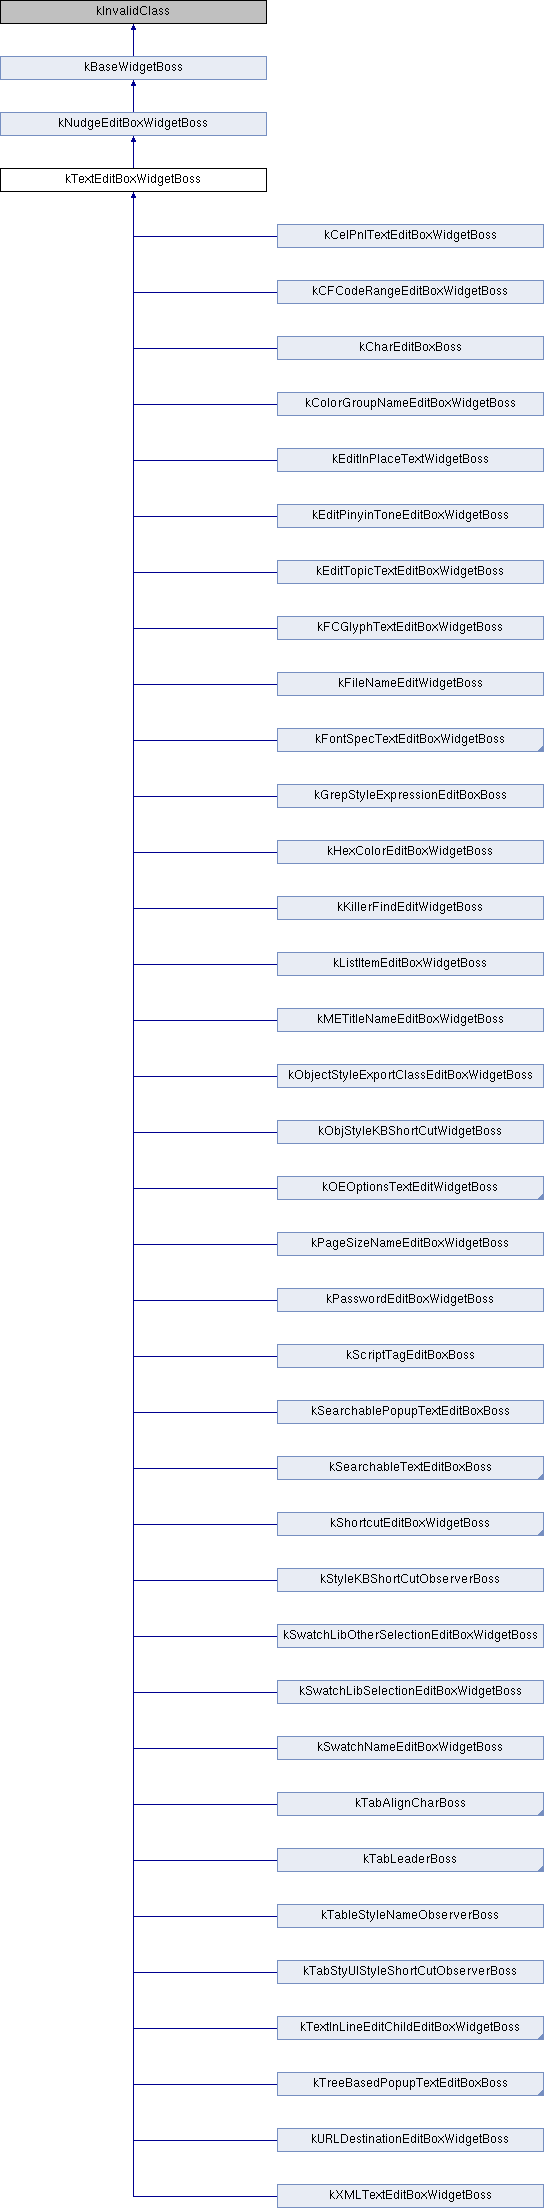 kInvalidClass
kBaseWidgetBoss
kNudgeEditBoxWidgetBoss
kTextEditBoxWidgetBoss
kCelPnlTextEditBoxWidgetBoss
kCFCodeRangeEditBoxWidgetBoss
kCharEditBoxBoss
kColorGroupNameEditBoxWidgetBoss
kEditInPlaceTextWidgetBoss
kEditPinyinToneEditBoxWidgetBoss
kEditTopicTextEditBoxWidgetBoss
kFCGlyphTextEditBoxWidgetBoss
kFileNameEditWidgetBoss
kFontSpecTextEditBoxWidgetBoss
kGrepStyleExpressionEditBoxBoss
kHexColorEditBoxWidgetBoss
kKillerFindEditWidgetBoss
kListItemEditBoxWidgetBoss
kMETitleNameEditBoxWidgetBoss
kObjectStyleExportClassEditBoxWidgetBoss
kObjStyleKBShortCutWidgetBoss
kOEOptionsTextEditWidgetBoss
kPageSizeNameEditBoxWidgetBoss
kPasswordEditBoxWidgetBoss
kScriptTagEditBoxBoss
kSearchablePopupTextEditBoxBoss
kSearchableTextEditBoxBoss
kShortcutEditBoxWidgetBoss
kStyleKBShortCutObserverBoss
kSwatchLibOtherSelectionEditBoxWidgetBoss
kSwatchLibSelectionEditBoxWidgetBoss
kSwatchNameEditBoxWidgetBoss
kTabAlignCharBoss
kTabLeaderBoss
kTableStyleNameObserverBoss
kTabStyUIStyleShortCutObserverBoss
kTextInLineEditChildEditBoxWidgetBoss
kTreeBasedPopupTextEditBoxBoss
kURLDestinationEditBoxWidgetBoss
kXMLTextEditBoxWidgetBoss